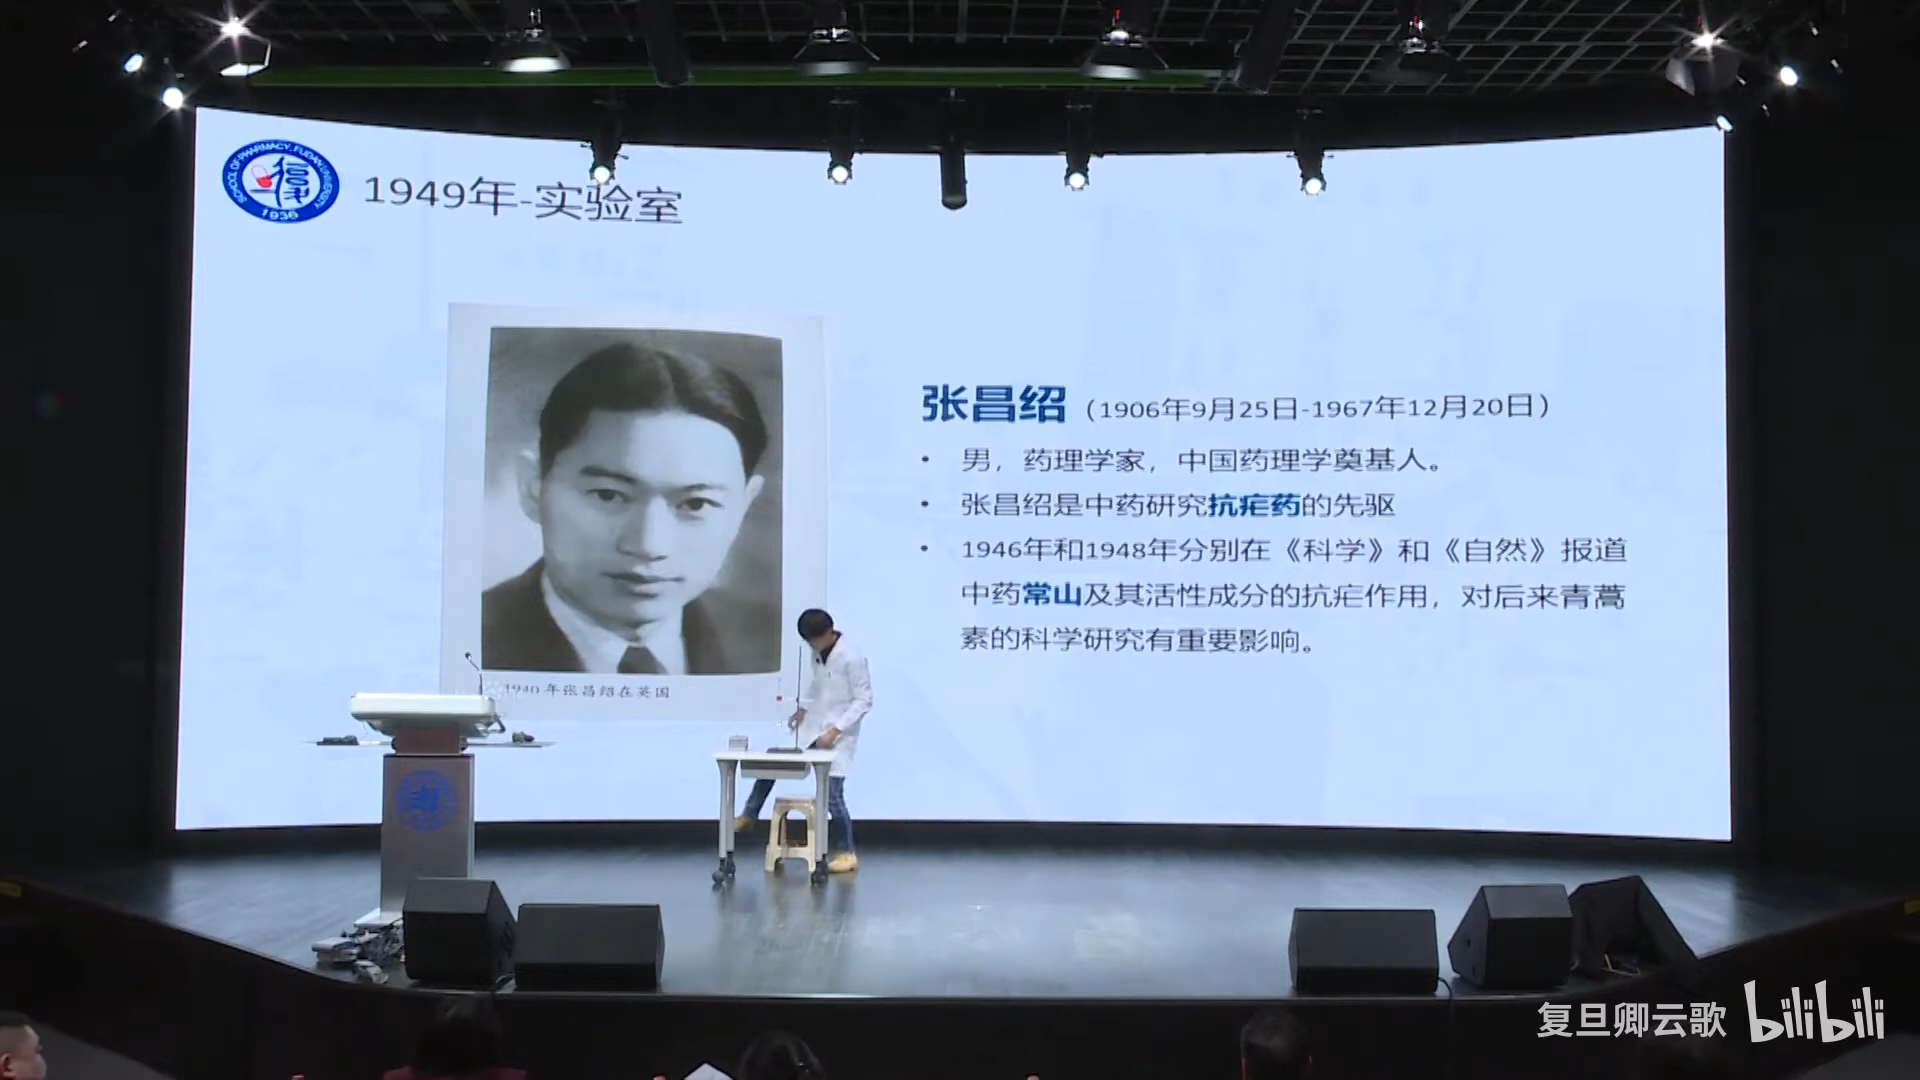 SCHOOL OF PHARMACY, FUDAN UNIVERSITY
1936
1949年-实验室
张昌绍（1906年9月25日-1967年12月20日）
• 男，药理学家，中国药理学奠基人。
• 张昌绍是中药研究抗疟药的先驱
• 1946年和1948年分别在《科学》和《自然》报道
中药常山及其活性成分的抗疟作用，对后来青蒿
素的科学研究有重要影响。
1940 年张昌绍在英国
复旦卿云歌 bilibili